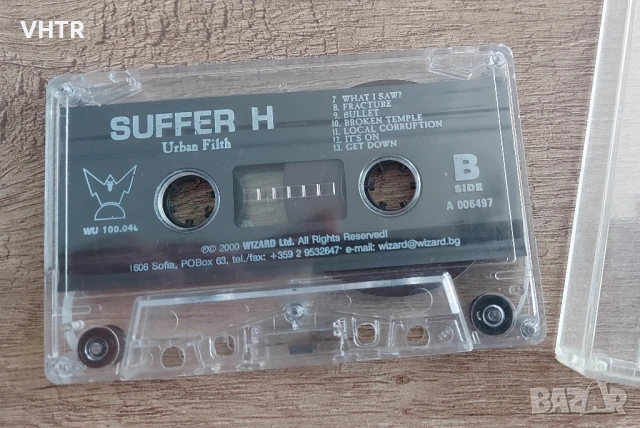 VHTR
SUFFER H
Urban Filth
7. WHAT I SAW?
8. FRACTURE
9. BULLET
10. BROKEN TEMPLE
11. LOCAL CORRUPTION
12. IT'S ON
13. GET DOWN
B
SIDE
A 006497
WU 100.04L
℗© 2000 WIZARD Ltd. All Rights Reserved!
1606 Sofia, POBox 63, tel./fax: +359 2 9532647· e-mail: wizard@wizard.bg
BAZAR